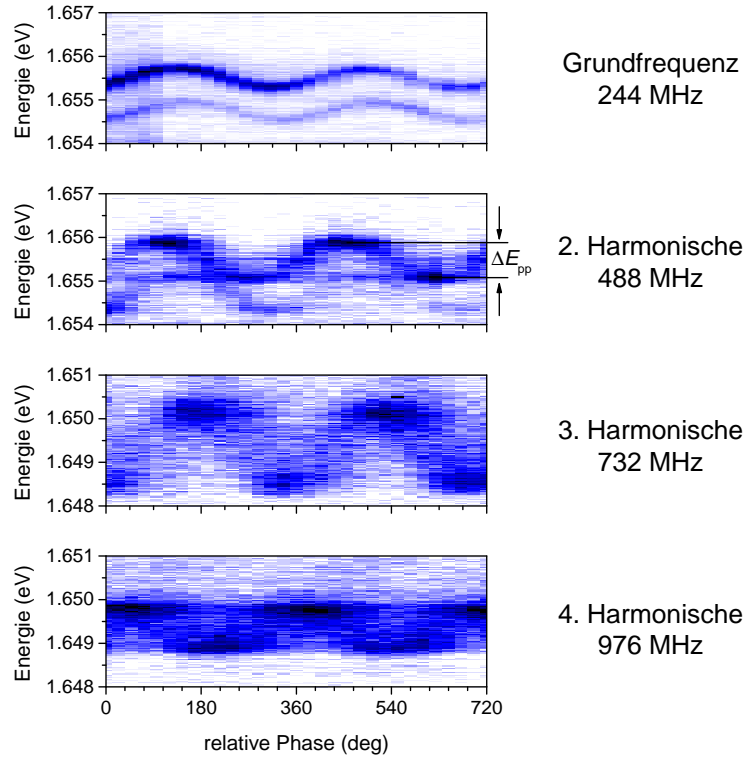 1.657
1.656
1.655
1.654
Energie (eV)
Grundfrequenz
244 MHz
1.657
1.656
1.655
1.654
Energie (eV)
ΔEpp
2. Harmonische
488 MHz
1.651
1.650
1.649
1.648
Energie (eV)
3. Harmonische
732 MHz
1.651
1.650
1.649
1.648
Energie (eV)
4. Harmonische
976 MHz
0 180 360 540 720
relative Phase (deg)